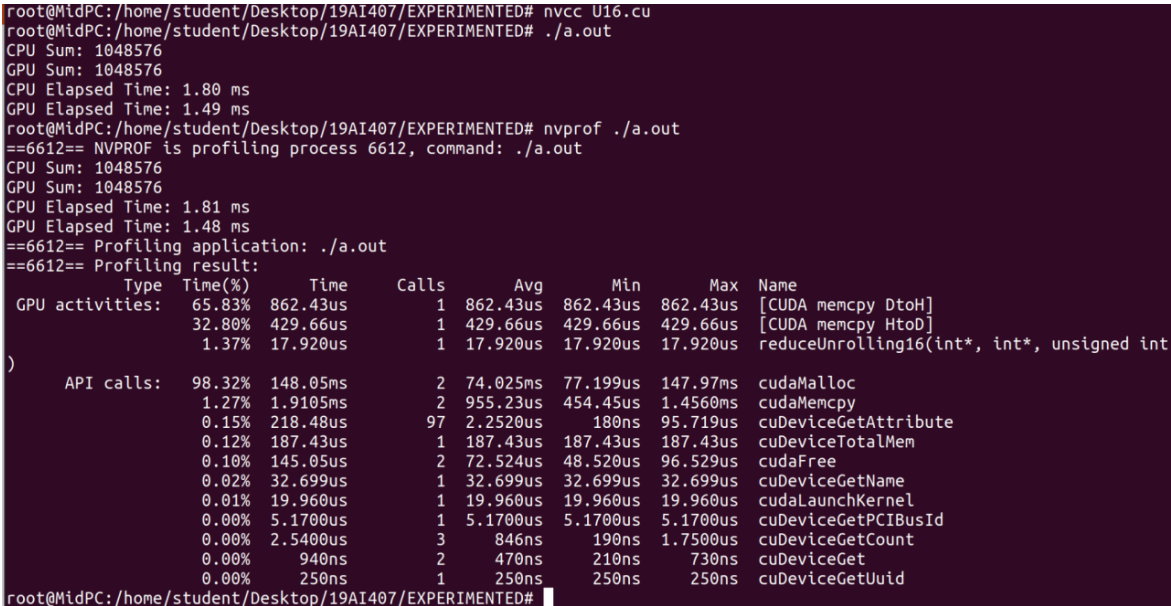 root@MidPC:/home/student/Desktop/19AI407/EXPERIMENTED# nvcc U16.cu
root@MidPC:/home/student/Desktop/19AI407/EXPERIMENTED# ./a.out
CPU Sum: 1048576
GPU Sum: 1048576
CPU Elapsed Time: 1.80 ms
GPU Elapsed Time: 1.49 ms
root@MidPC:/home/student/Desktop/19AI407/EXPERIMENTED# nvprof ./a.out
==6612== NVPROF is profiling process 6612, command: ./a.out
CPU Sum: 1048576
GPU Sum: 1048576
CPU Elapsed Time: 1.81 ms
GPU Elapsed Time: 1.48 ms
==6612== Profiling application: ./a.out
==6612== Profiling result:
            Type  Time(%)      Time     Calls       Avg       Min       Max  Name
 GPU activities:   65.83%  862.43us         1  862.43us  862.43us  862.43us  [CUDA memcpy DtoH]
                   32.80%  429.66us         1  429.66us  429.66us  429.66us  [CUDA memcpy HtoD]
                    1.37%  17.920us         1  17.920us  17.920us  17.920us  reduceUnrolling16(int*, int*, unsigned int
)
      API calls:   98.32%  148.05ms         2  74.025ms  77.199us  147.97ms  cudaMalloc
                    1.27%  1.9105ms         2  955.23us  454.45us  1.4560ms  cudaMemcpy
                    0.15%  218.48us        97  2.2520us     180ns  95.719us  cuDeviceGetAttribute
                    0.12%  187.43us         1  187.43us  187.43us  187.43us  cuDeviceTotalMem
                    0.10%  145.05us         2  72.524us  48.520us  96.529us  cudaFree
                    0.02%  32.699us         1  32.699us  32.699us  32.699us  cuDeviceGetName
                    0.01%  19.960us         1  19.960us  19.960us  19.960us  cudaLaunchKernel
                    0.00%  5.1700us         1  5.1700us  5.1700us  5.1700us  cuDeviceGetPCIBusId
                    0.00%  2.5400us         3     846ns     190ns  1.7500us  cuDeviceGetCount
                    0.00%     940ns         2     470ns     210ns     730ns  cuDeviceGet
                    0.00%     250ns         1     250ns     250ns     250ns  cuDeviceGetUuid
root@MidPC:/home/student/Desktop/19AI407/EXPERIMENTED#